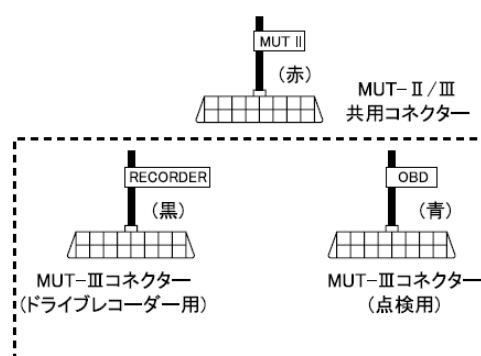 MUT Ⅱ
(赤)
MUT-Ⅱ/Ⅲ
共用コネクター
RECORDER
(黒)
MUT-Ⅲコネクター
(ドライブレコーダー用)
OBD
(青)
MUT-Ⅲコネクター
(点検用)